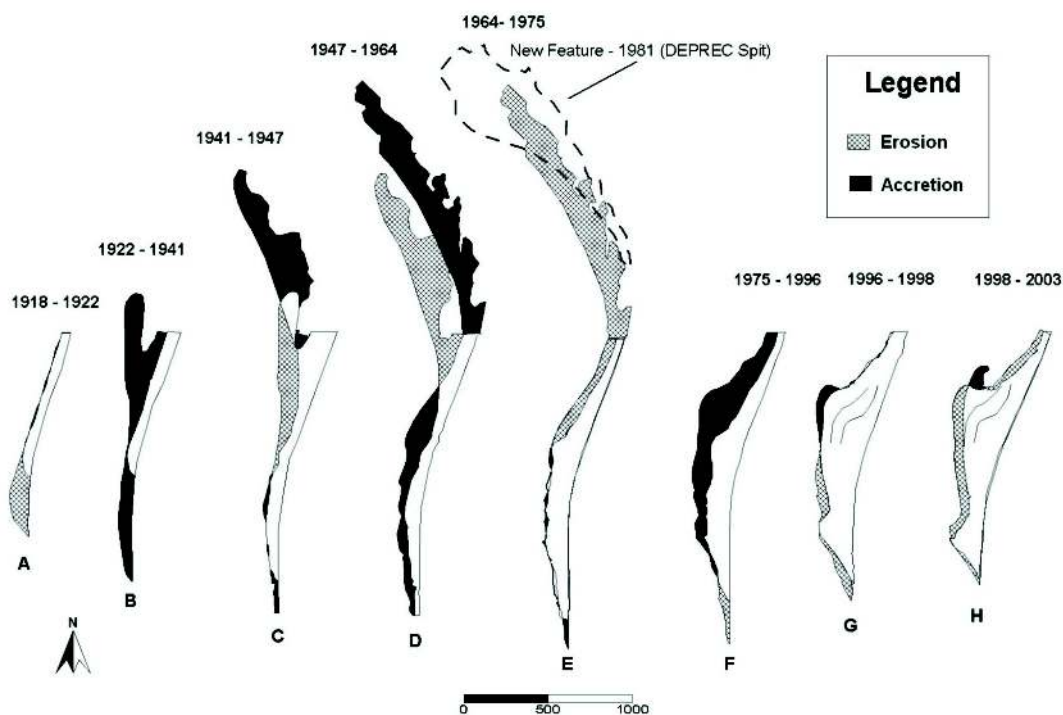 1964- 1975
1947 - 1964
New Feature - 1981 (DEPREC Spit)
Legend
Erosion
Accretion
1941 - 1947
1922 - 1941
1918 - 1922
1975 - 1996
1996 - 1998
1998 - 2003
A
B
C
D
E
F
G
H
N
0
500
1000